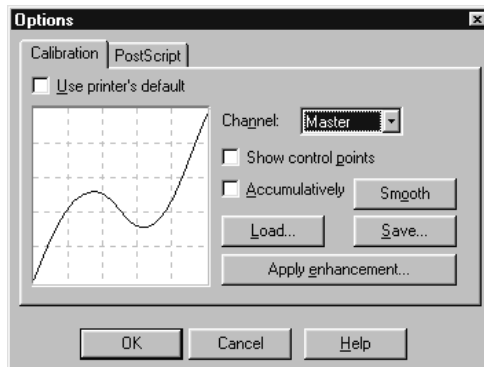 Options
Calibration PostScript
Use printer's default
Channel: Master
Show control points
Accumulatively Smooth
Load... Save...
Apply enhancement...
OK Cancel Help